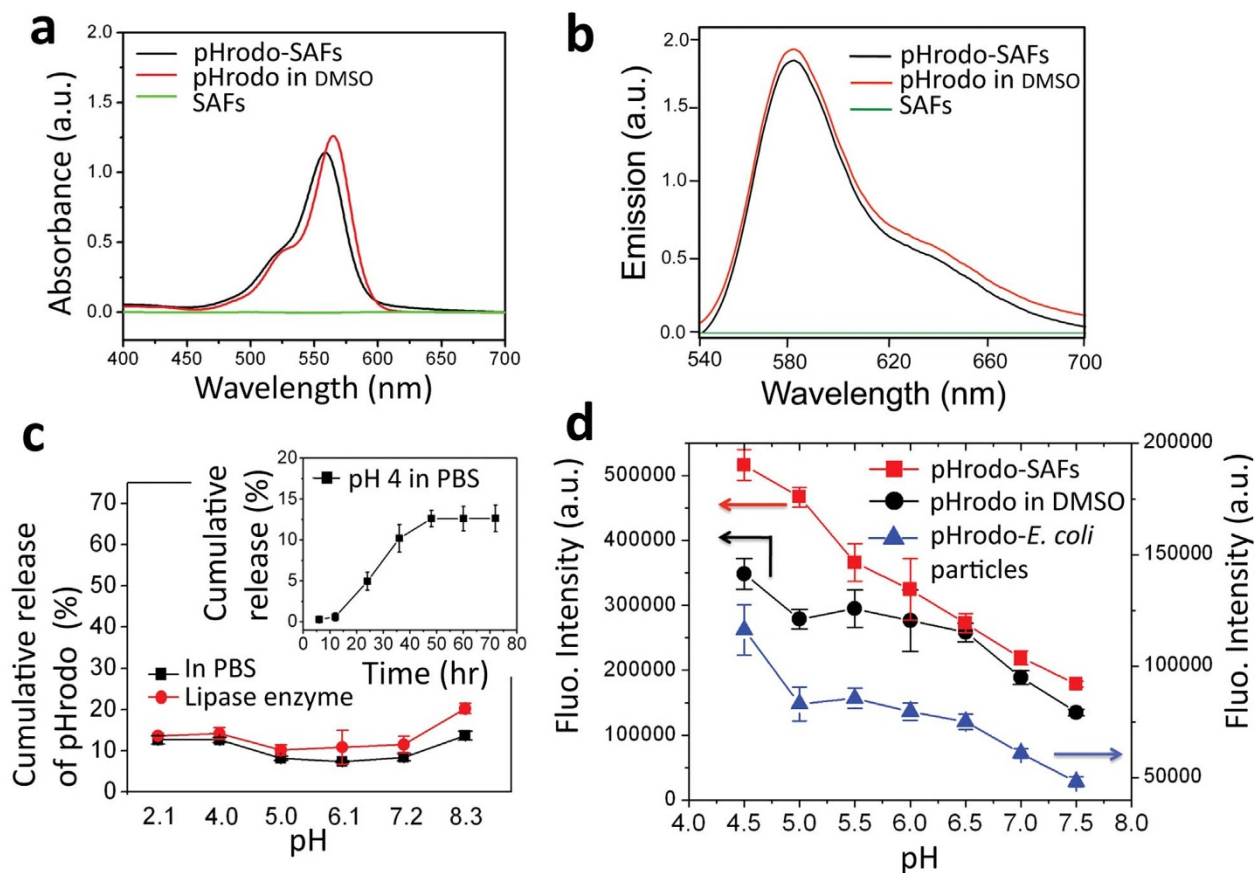 a
2.0
1.5
1.0
0.5
0.0
Absorbance (a.u.)
pHrodo-SAFs
pHrodo in DMSO
SAFs
400 450 500 550 600 650 700
Wavelength (nm)
b
2.0
1.5
1.0
0.5
0.0
Emission (a.u.)
pHrodo-SAFs
pHrodo in DMSO
SAFs
540 580 620 660 700
Wavelength (nm)
c
70
60
50
40
30
20
10
0
Cumulative release
of pHrodo (%)
20
15
10
5
0
Cumulative
release (%)
pH 4 in PBS
0 10 20 30 40 50 60 70 80
Time (hr)
In PBS
Lipase enzyme
2.1 4.0 5.0 6.1 7.2 8.3
pH
d
500000
400000
300000
200000
100000
0
Fluo. Intensity (a.u.)
pHrodo-SAFs
pHrodo in DMSO
pHrodo-E. coli
particles
200000
150000
100000
50000
Fluo. Intensity (a.u.)
4.0 4.5 5.0 5.5 6.0 6.5 7.0 7.5 8.0
pH